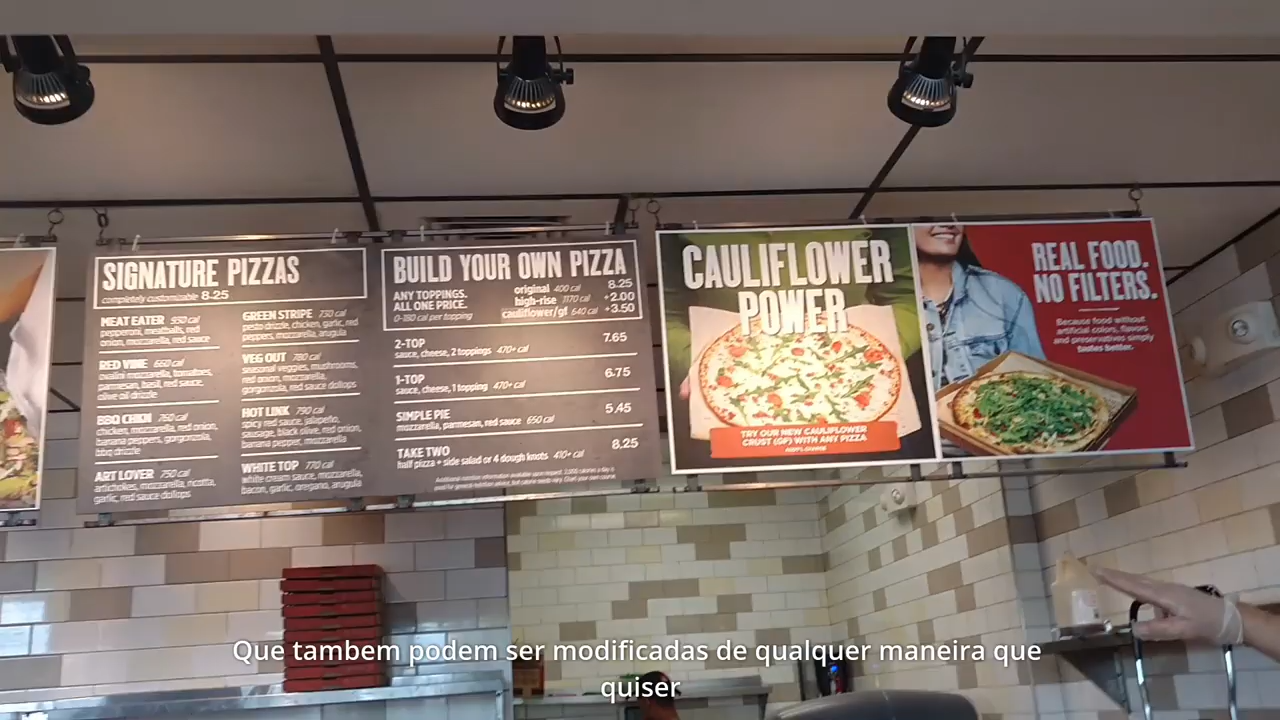 SIGNATURE PIZZAS
completely customizable 8.25
MEAT EATER 930 cal
pepperoni, meatballs, red
onion, mozzarella, red
RED VINE 660 cal
ovalini mozzarella, tomatoes,
parmesan, basil, red sauce,
olive oil drizzle
BBQ CHKN 760 cal
chicken, mozzarella, red onion,
banana peppers, gorgonzola,
bbq drizzle
ART LOVER 750 cal
artichokes, mozzarella, ricotta,
garlic, red sauce dollops
GREEN STRIPE 730 cal
pesto drizzle, chicken, garlic, red
peppers, mozzarella, arugula
VEG OUT 780 cal
seasonal veggies, mushrooms,
red onion, mozzarella,
gorgonzola, red sauce dollops
HOT LINK 790 cal
spicy red sauce, jalapeño,
sausage, black olive, red onion,
banana pepper, mozzarella
WHITE TOP 770 cal
white cream sauce, mozzarella,
bacon, garlic, oregano, arugula
BUILD YOUR OWN PIZZA
ANY TOPPINGS.
ALL ONE PRICE.
0-180 cal per topping
original 400 cal 8.25
high-rise 1170 cal +2.00
cauliflower/gf 640 cal +3.50
2-TOP 7.65
sauce, cheese, 2 toppings 470+ cal
1-TOP 6.75
sauce, cheese, 1 topping 470+ cal
SIMPLE PIE 5.45
mozzarella, parmesan, red sauce 650 cal
TAKE TWO 8.25
half pizza + side salad or 4 dough knots 410+ cal
CAULIFLOWER
POWER
TRY OUR NEW CAULIFLOWER
CRUST (GF) WITH ANY PIZZA
REAL FOOD.
NO FILTERS.
Because food without
artificial colors, flavors
and preservatives simply
tastes better.
Que tambem podem ser modificadas de qualquer maneira que
quiser